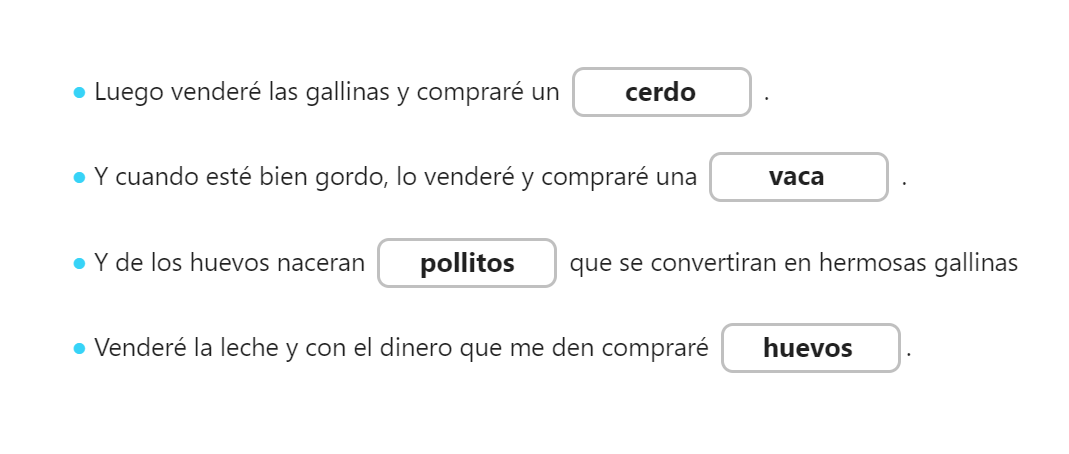 • Luego venderé las gallinas y compraré un cerdo .
• Y cuando esté bien gordo, lo venderé y compraré una vaca .
• Y de los huevos naceran pollitos que se convertiran en hermosas gallinas
• Venderé la leche y con el dinero que me den compraré huevos .